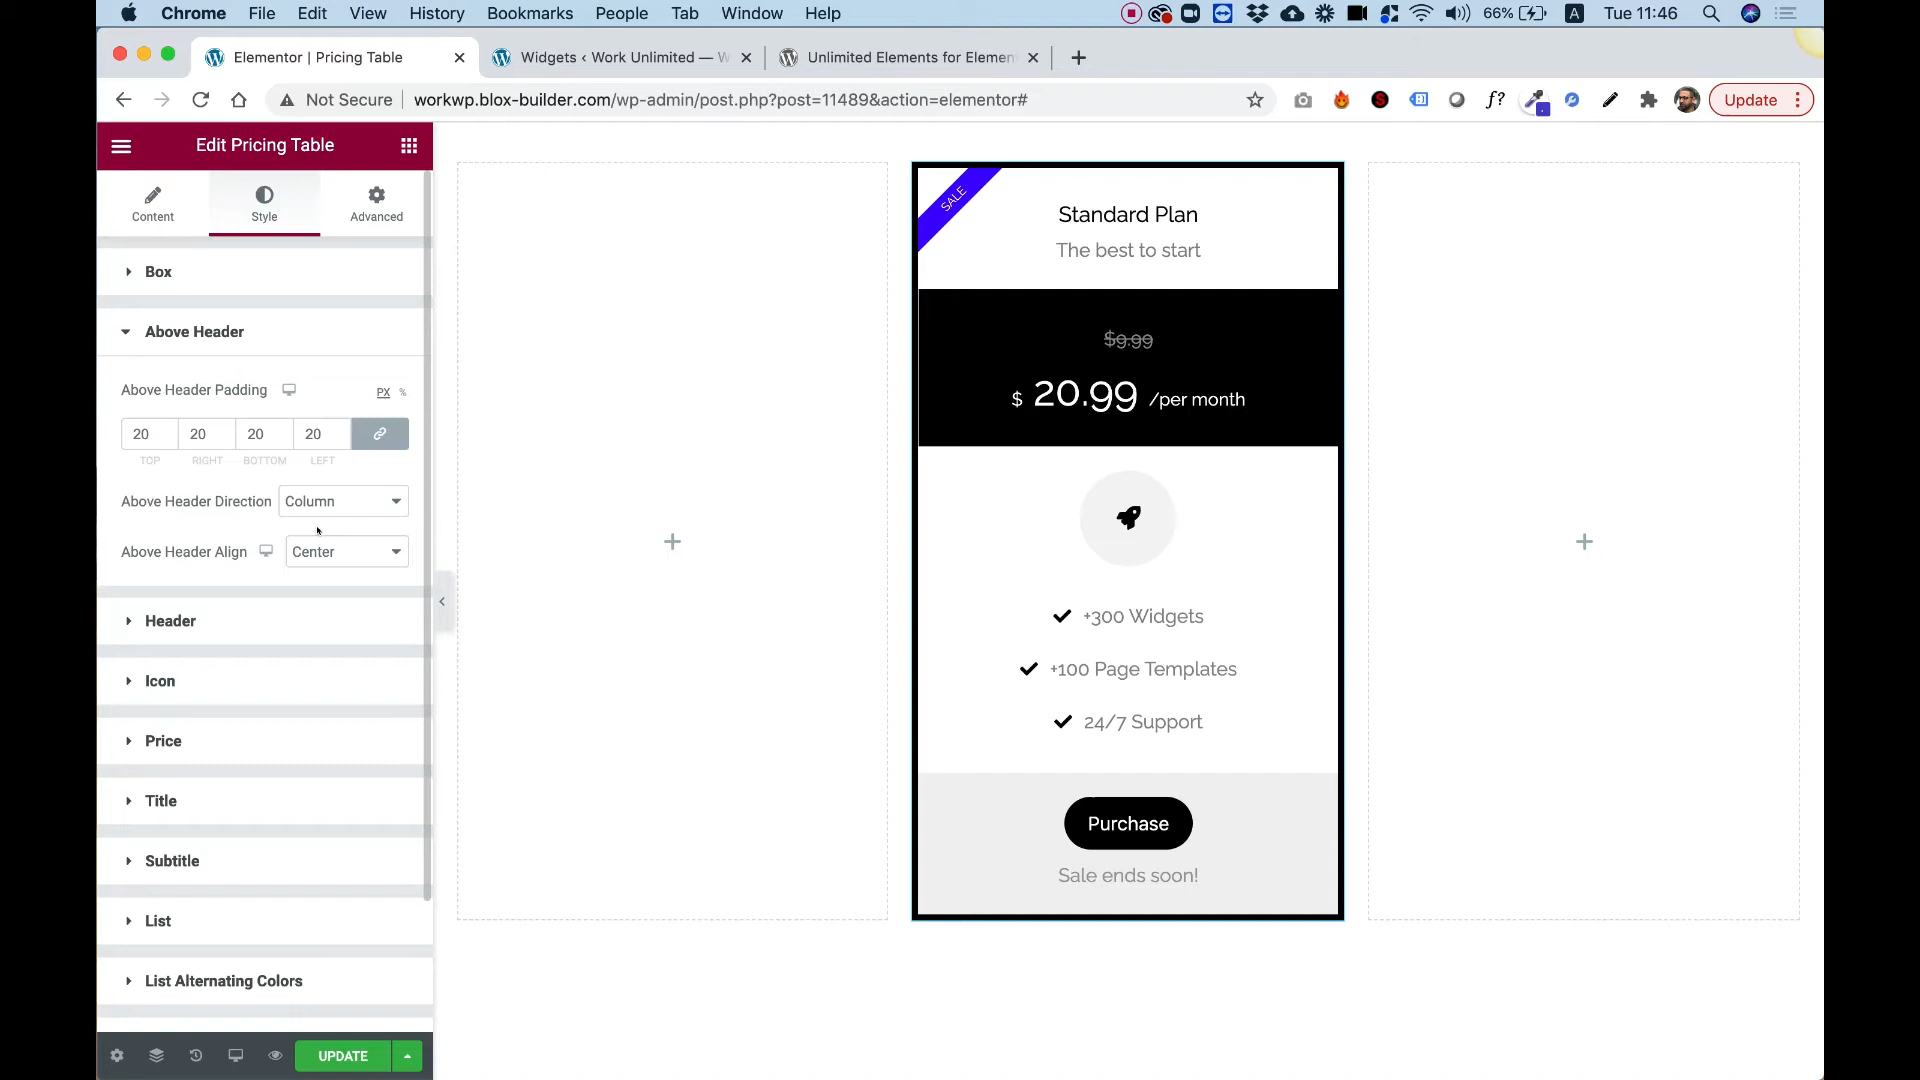 Chrome File Edit View History Bookmarks People Tab Window Help 66% A Tue 11:46
Elementor | Pricing Table Widgets ‹ Work Unlimited — W Unlimited Elements for Elemen
Not Secure workwp.blox-builder.com/wp-admin/post.php?post=11489&action=elementor# S f? Update
Edit Pricing Table
Content Style Advanced
Box
Above Header
Above Header Padding PX %
20 20 20 20
TOP RIGHT BOTTOM LEFT
Above Header Direction Column
Above Header Align Center
Header
Icon
Price
Title
Subtitle
List
List Alternating Colors
UPDATE
SALE
Standard Plan
The best to start
$9.99
$ 20.99 /per month
+300 Widgets
+100 Page Templates
24/7 Support
Purchase
Sale ends soon!